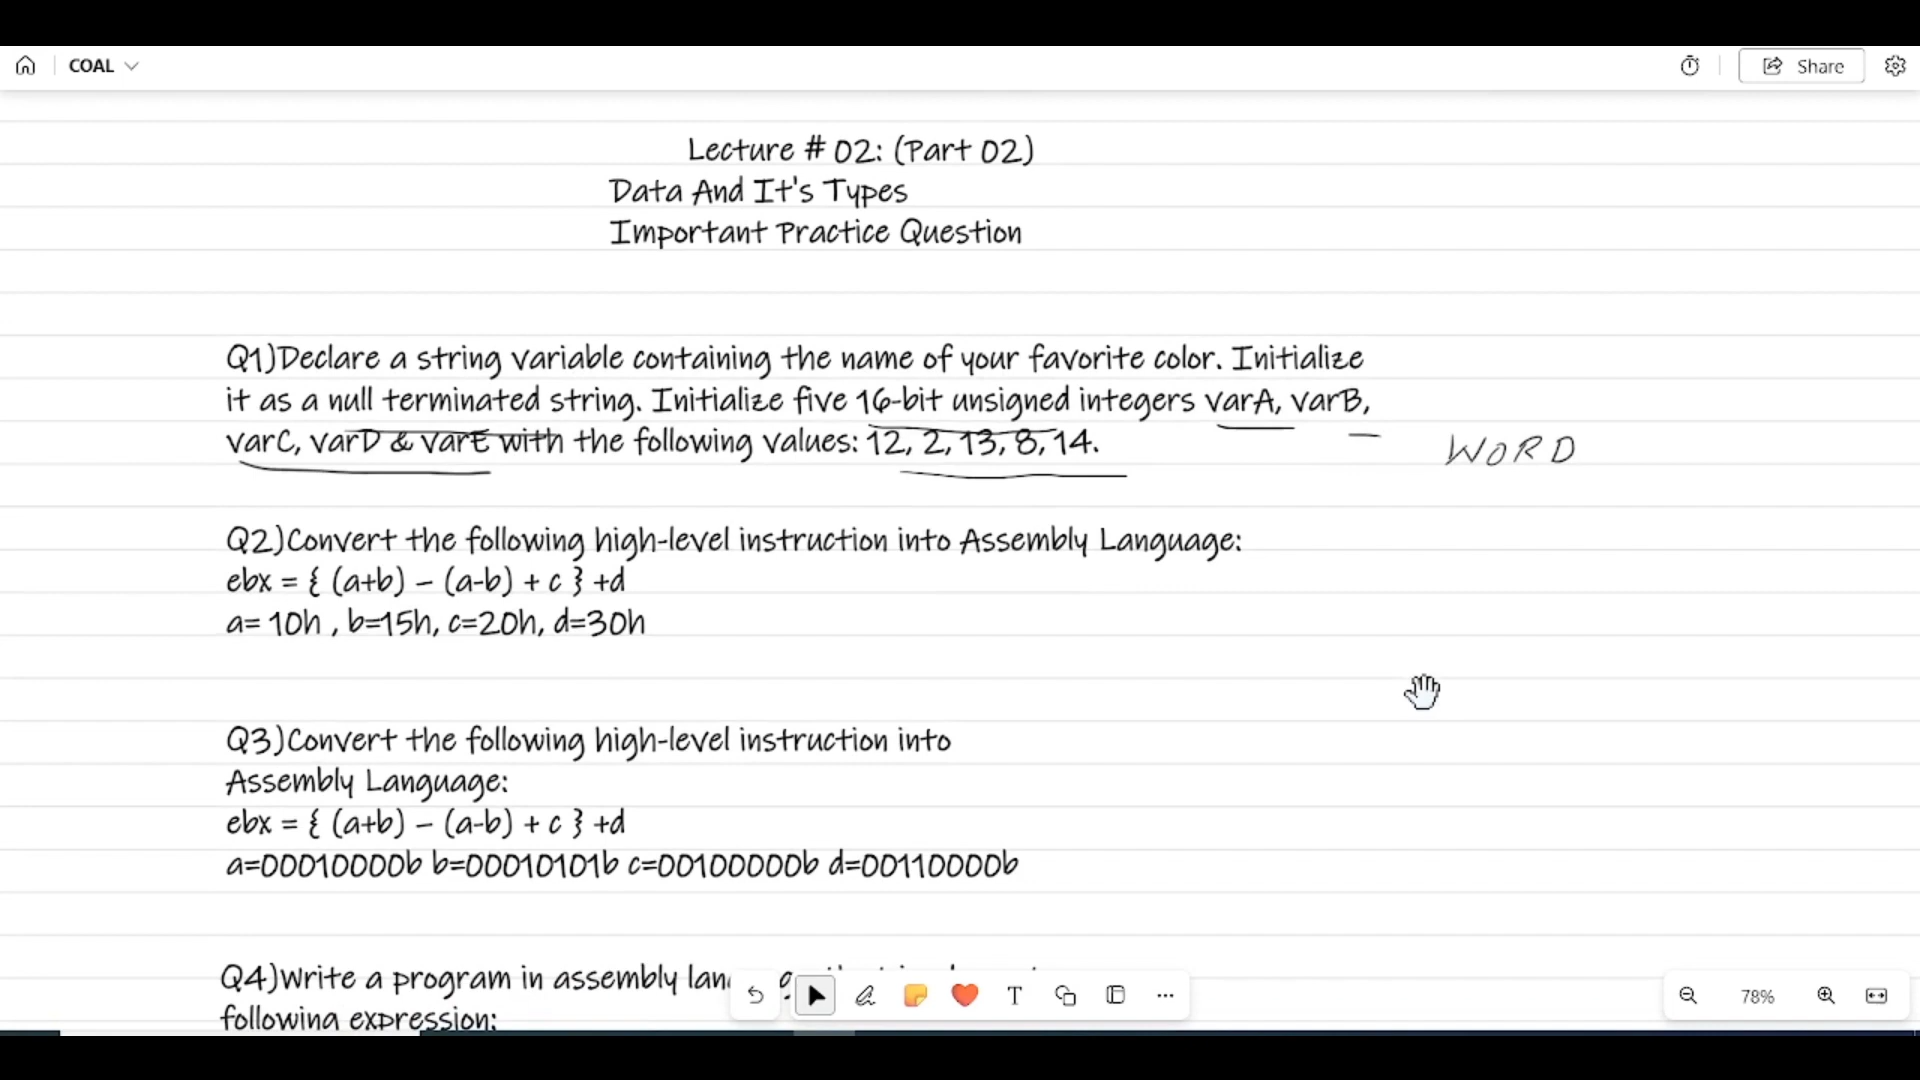 COAL
Share
Lecture # 02: (Part 02)
Data And It's Types
Important Practice Question
Q1)Declare a string variable containing the name of your favorite color. Initialize
it as a null terminated string. Initialize five 16-bit unsigned integers varA, varB,
varC, varD & varE with the following values: 12, 2, 13, 8, 14.
WORD
Q2)Convert the following high-level instruction into Assembly Language:
ebx = { (a+b) – (a-b) + c } +d
a= 10h , b=15h, c=20h, d=30h
Q3)Convert the following high-level instruction into
Assembly Language:
ebx = { (a+b) – (a-b) + c } +d
a=00010000b b=00010101b c=00100000b d=00110000b
Q4)Write a program in assembly
following expression:
T
78%